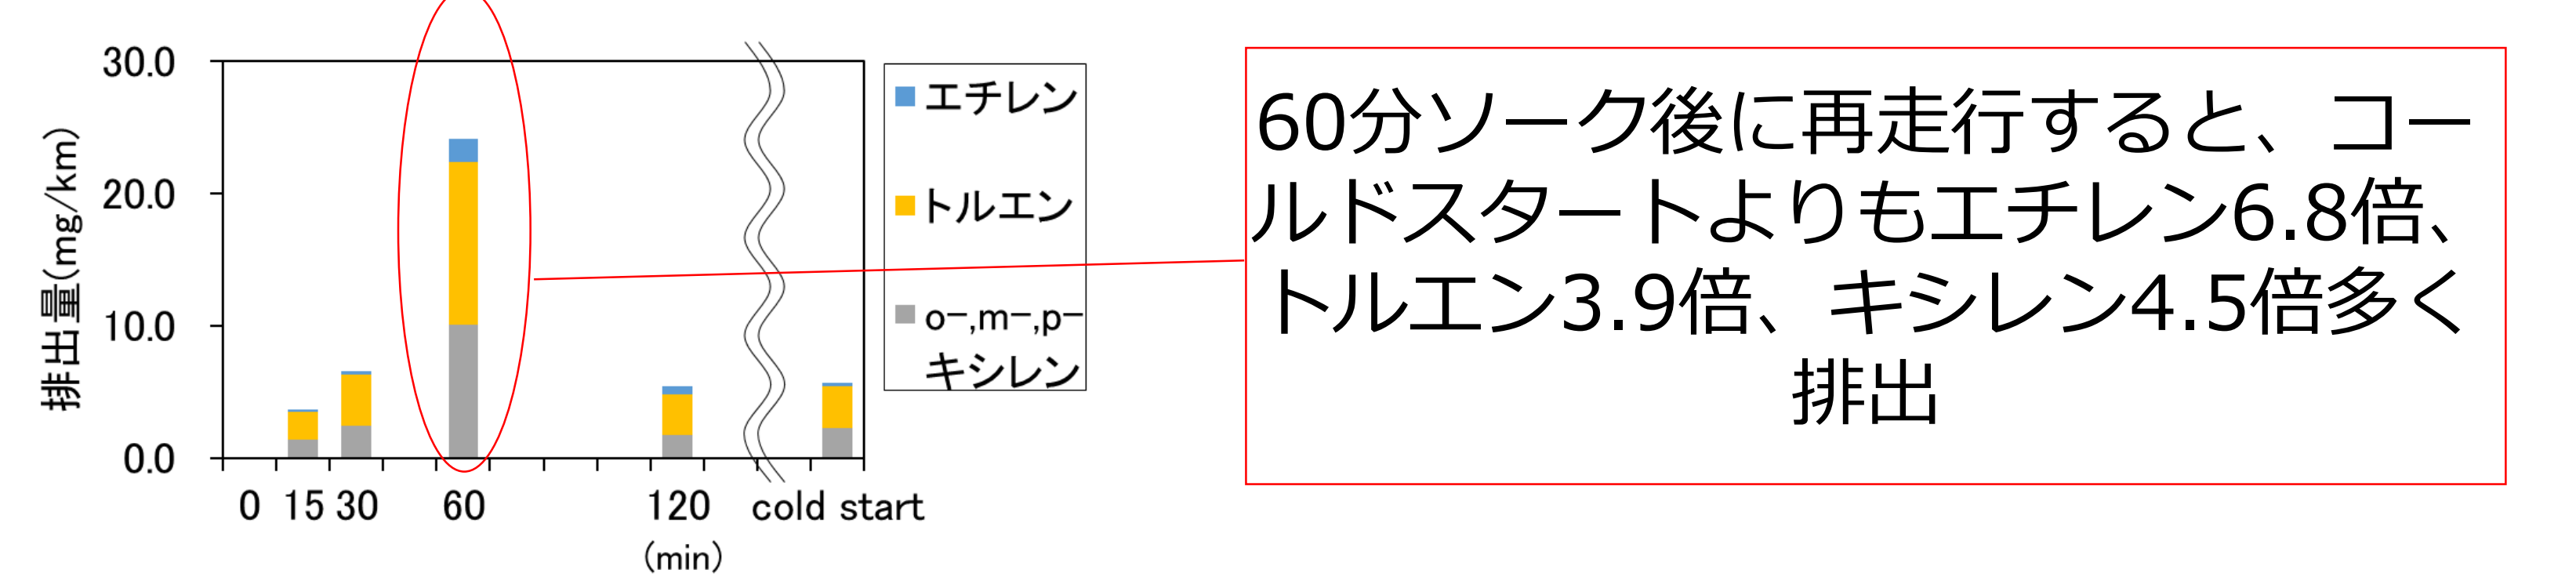 30.0
20.0
10.0
0.0
排出量(mg/km)
0 15 30 60 120 cold start
(min)
エチレン
トルエン
o-,m-,p-
キシレン
60分ソーク後に再走行すると、コー
ルドスタートよりもエチレン6.8倍、
トルエン3.9倍、キシレン4.5倍多く
排出